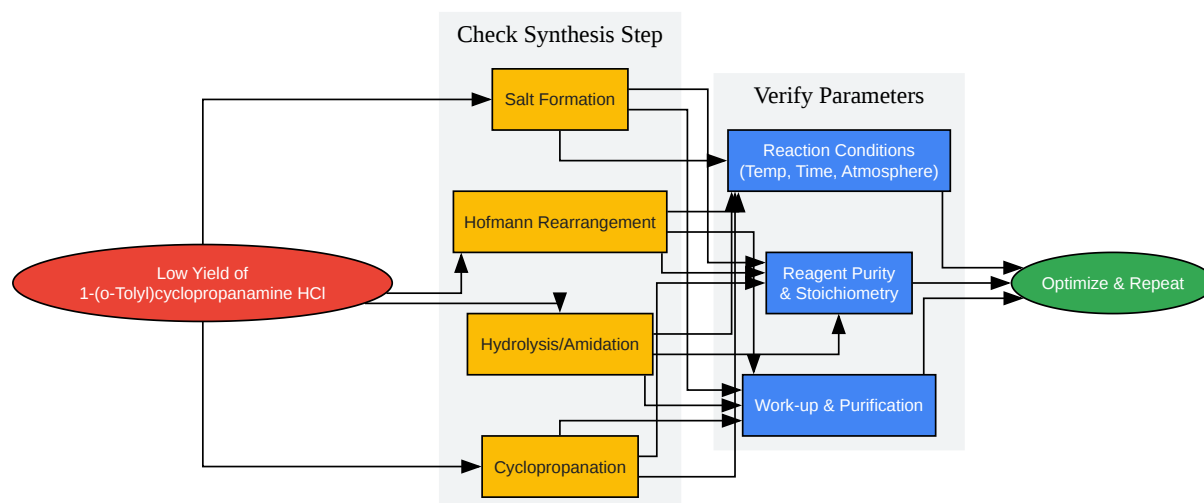 Check Synthesis Step
Salt Formation
Verify Parameters
Reaction Conditions
(Temp, Time, Atmosphere)
Hofmann Rearrangement
Low Yield of
1-(o-Tolyl)cyclopropanamine HCl
Reagent Purity
& Stoichiometry
Optimize & Repeat
Hydrolysis/Amidation
Work-up & Purification
Cyclopropanation